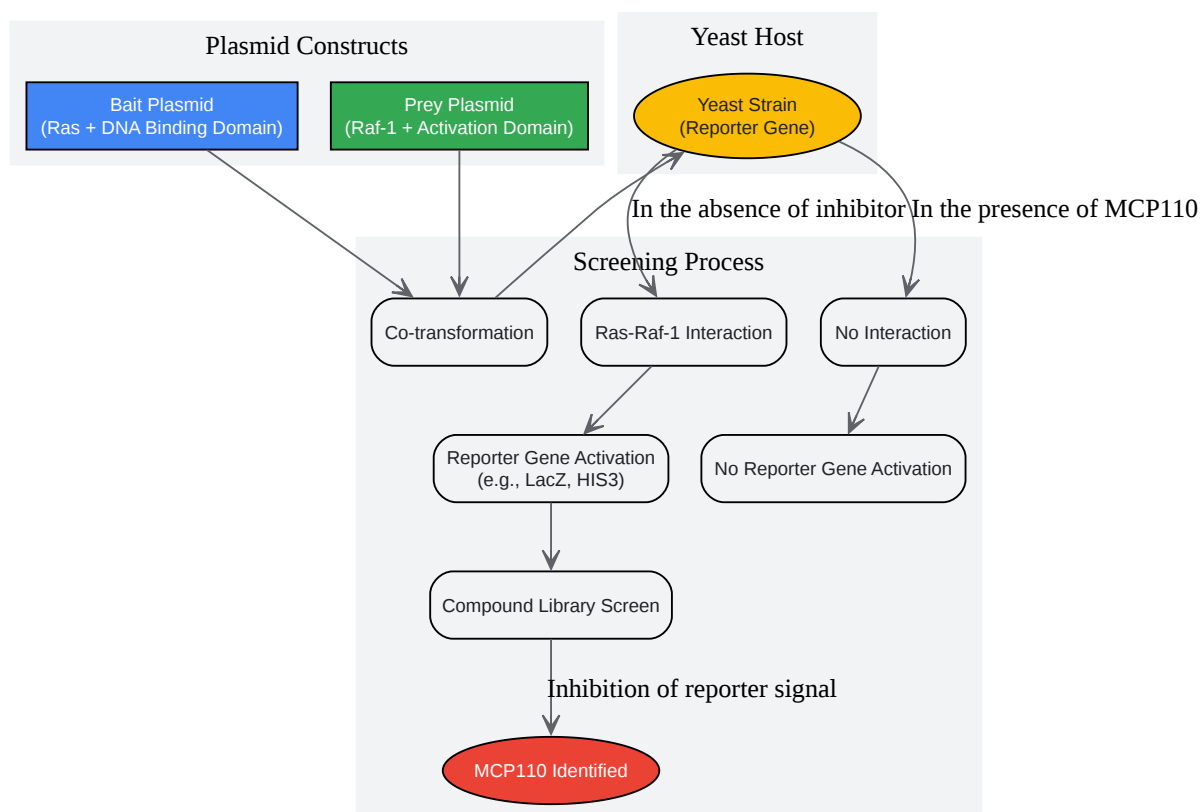 Plasmid Constructs
Yeast Host
Bait Plasmid
(Ras + DNA Binding Domain)
Prey Plasmid
(Raf-1 + Activation Domain)
Yeast Strain
(Reporter Gene)
In the absence of inhibitor
In the presence of MCP110
Screening Process
Co-transformation
Ras-Raf-1 Interaction
No Interaction
Reporter Gene Activation
(e.g., LacZ, HIS3)
No Reporter Gene Activation
Compound Library Screen
Inhibition of reporter signal
MCP110 Identified